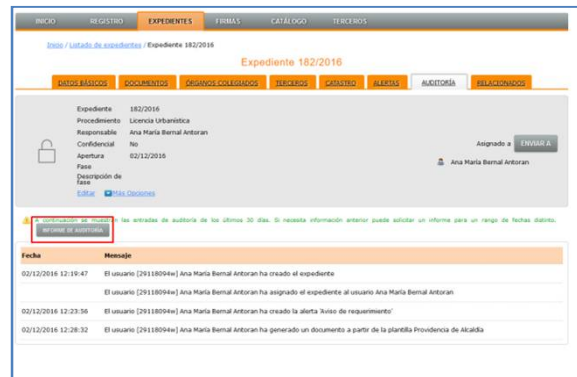 INICIO REGISTRO EXPEDIENTES FIRMAS CATÁLOGO TERCEROS
Inicio / Listado de expedientes / Expediente 182/2016
Expediente 182/2016
DATOS BÁSICOS DOCUMENTOS ÓRGANOS COLEGIADOS TERCEROS CATASTRO ALERTAS AUDITORÍA RELACIONADOS
Expediente 182/2016
Procedimiento Licencia Urbanística
Responsable Ana María Bernal Antoran
Confidencial No
Apertura 02/12/2016
Fase
Descripción de
fase
Editar Más Opciones
Asignado a ENVIAR A
Ana María Bernal Antoran
A continuación se muestran las entradas de auditoría de los últimos 30 días. Si necesita información anterior puede solicitar un informe para un rango de fechas distinto.
INFORME DE AUDITORÍA
Fecha Mensaje
02/12/2016 12:19:47 El usuario [29118094w] Ana María Bernal Antoran ha creado el expediente
El usuario [29118094w] Ana María Bernal Antoran ha asignado el expediente al usuario Ana María Bernal Antoran
02/12/2016 12:23:56 El usuario [29118094w] Ana María Bernal Antoran ha creado la alerta 'Aviso de requerimiento'
02/12/2016 12:28:32 El usuario [29118094w] Ana María Bernal Antoran ha generado un documento a partir de la plantilla Providencia de Alcaldía